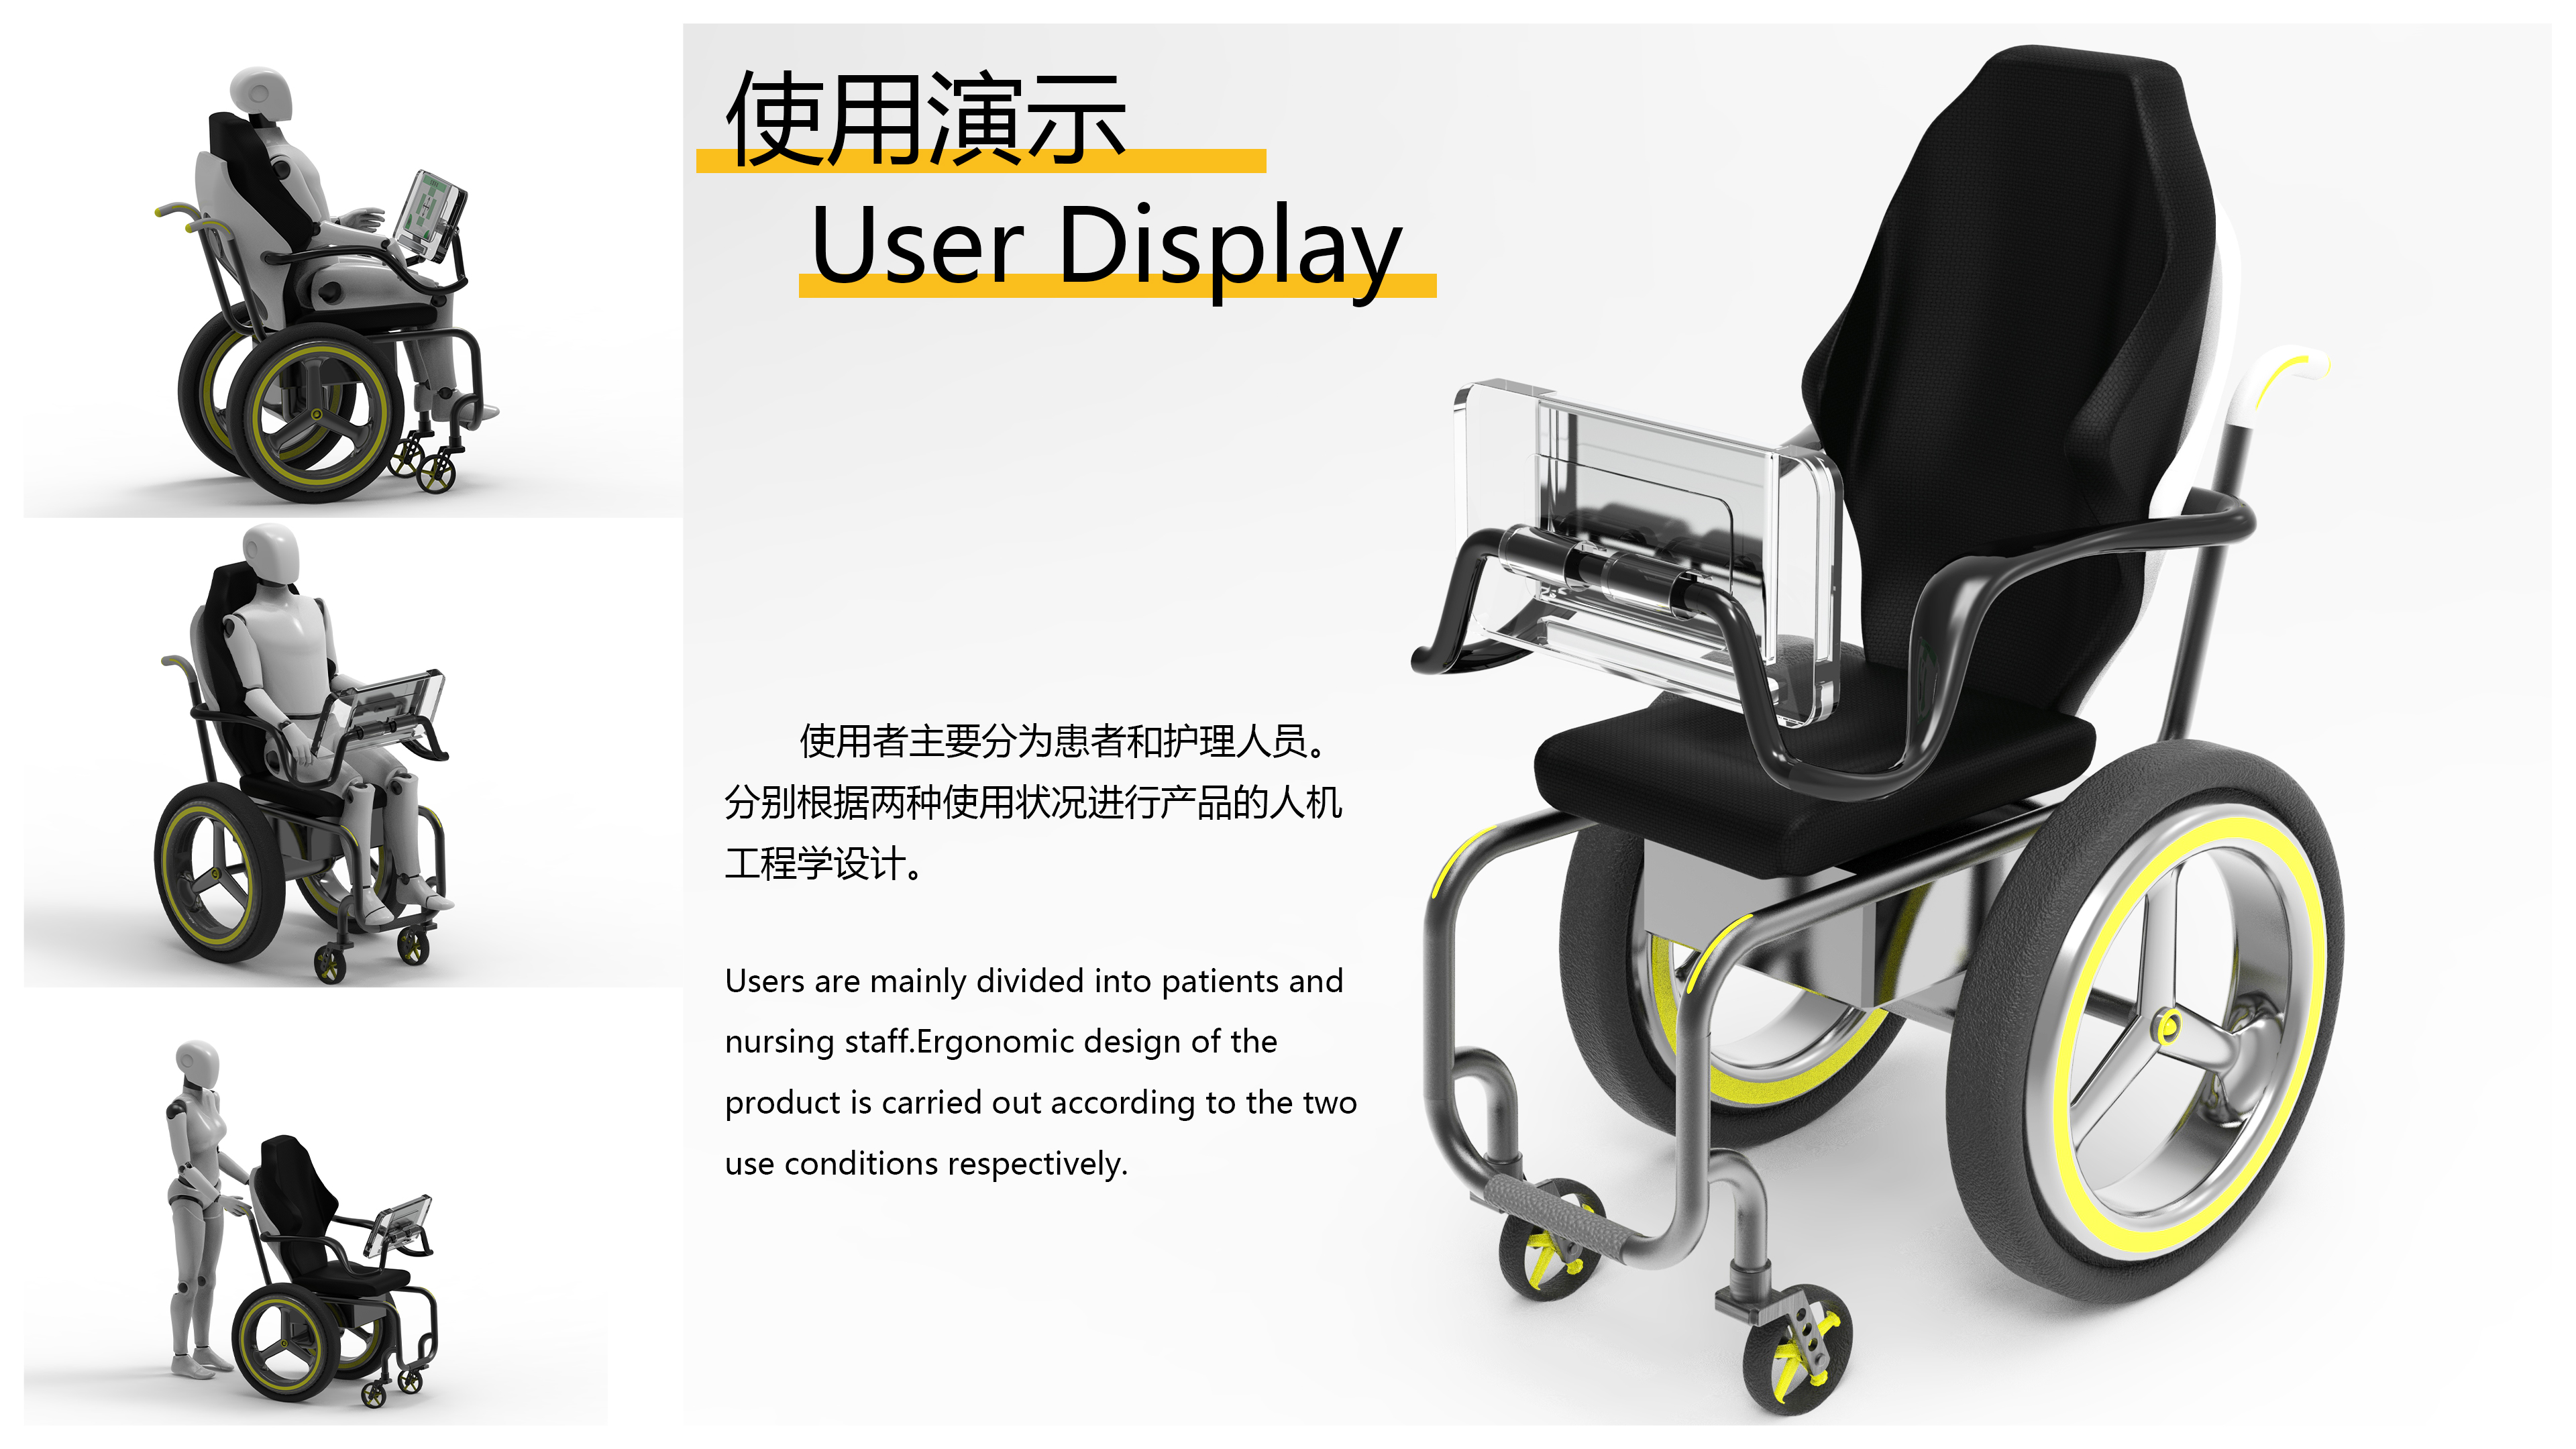 使用演示
User Display
使用者主要分为患者和护理人员。
分别根据两种使用状况进行产品的人机
工程学设计。
Users are mainly divided into patients and
nursing staff.Ergonomic design of the
product is carried out according to the two
use conditions respectively.